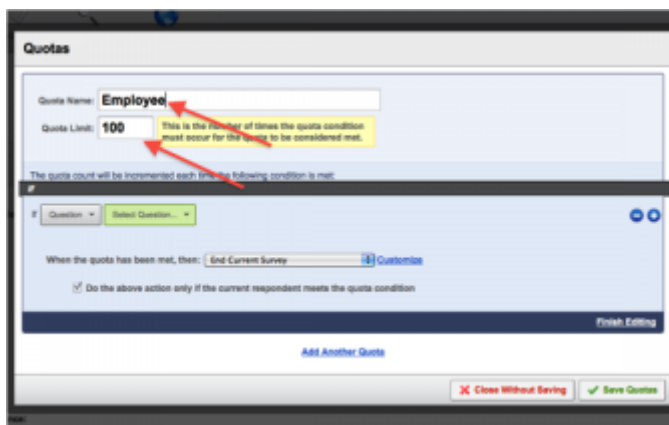 Quotas
Quota Name: Employee
Quota Limit: 100
This is the number of times the quota condition
must occur for the quota to be considered met.
The quota count will be incremented each time the following condition is met:
If
If Question Select Question...
When the quota has been met, then: End Current Survey Customize
Do the above action only if the current respondent meets the quota condition
Finish Editing
Add Another Quota
Close Without Saving Save Quotas